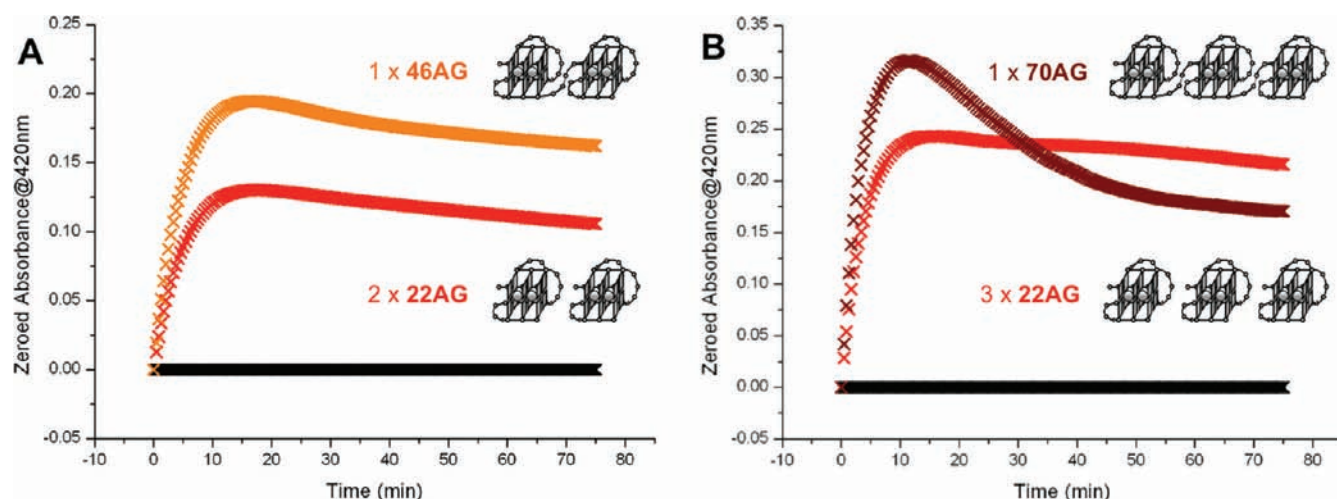 A
Zeroed Absorbance@420nm
0.25
0.20
0.15
0.10
0.05
0.00
-0.05
1 x 46AG
2 x 22AG
-10 0 10 20 30 40 50 60 70 80
Time (min)
B
Zeroed Absorbance@420nm
0.35
0.30
0.25
0.20
0.15
0.10
0.05
0.00
-0.05
1 x 70AG
3 x 22AG
-10 0 10 20 30 40 50 60 70 80
Time (min)